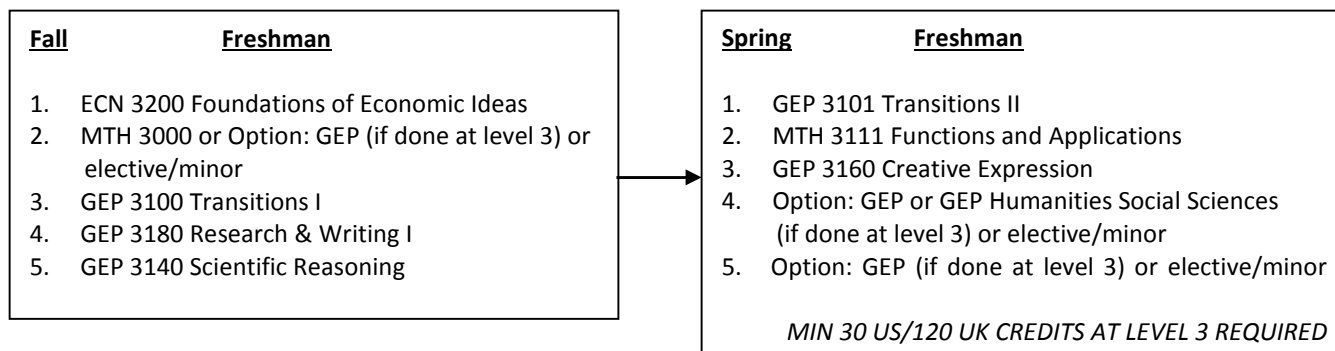 Fall Freshman
1. ECN 3200 Foundations of Economic Ideas
2. MTH 3000 or Option: GEP (if done at level 3) or
elective/minor
3. GEP 3100 Transitions I
4. GEP 3180 Research & Writing I
5. GEP 3140 Scientific Reasoning
Spring Freshman
1. GEP 3101 Transitions II
2. MTH 3111 Functions and Applications
3. GEP 3160 Creative Expression
4. Option: GEP or GEP Humanities Social Sciences
(if done at level 3) or elective/minor
5. Option: GEP (if done at level 3) or elective/minor
MIN 30 US/120 UK CREDITS AT LEVEL 3 REQUIRED